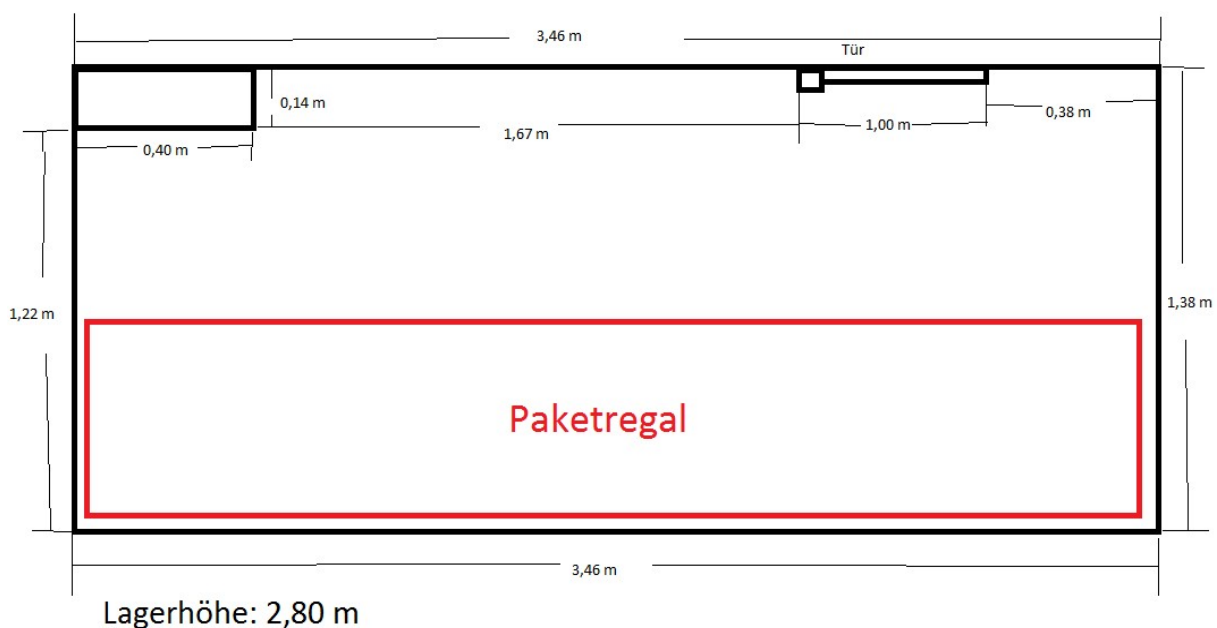 3,46 m
Tür
0,14 m
1,67 m
1,00 m
0,38 m
0,40 m
1,22 m
1,38 m
Paketregal
3,46 m
Lagerhöhe: 2,80 m